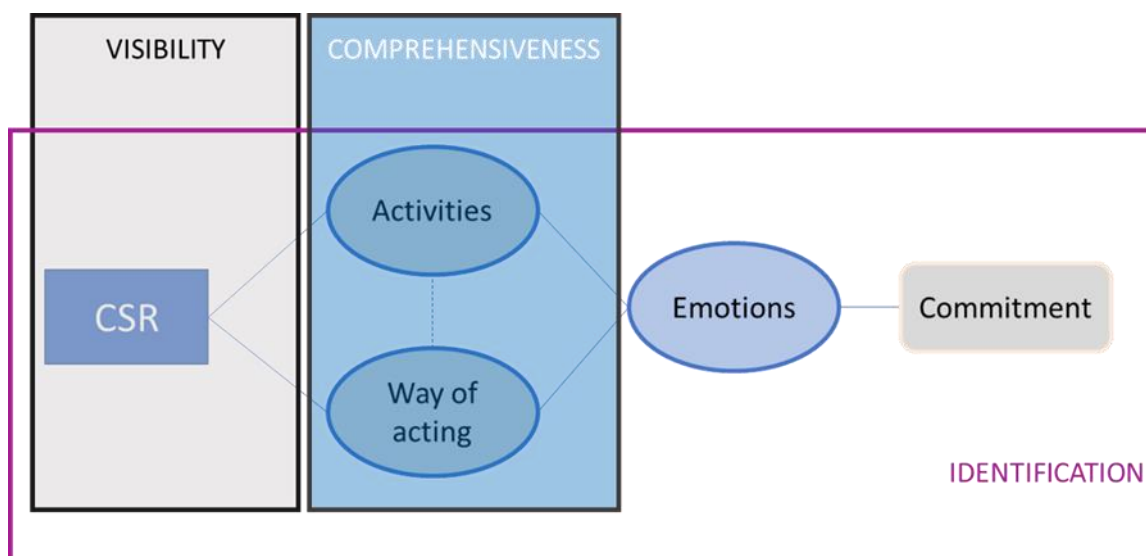 VISIBILITY
COMPREHENSIVENESS
Activities
CSR
Emotions
Commitment
Way of
acting
IDENTIFICATION